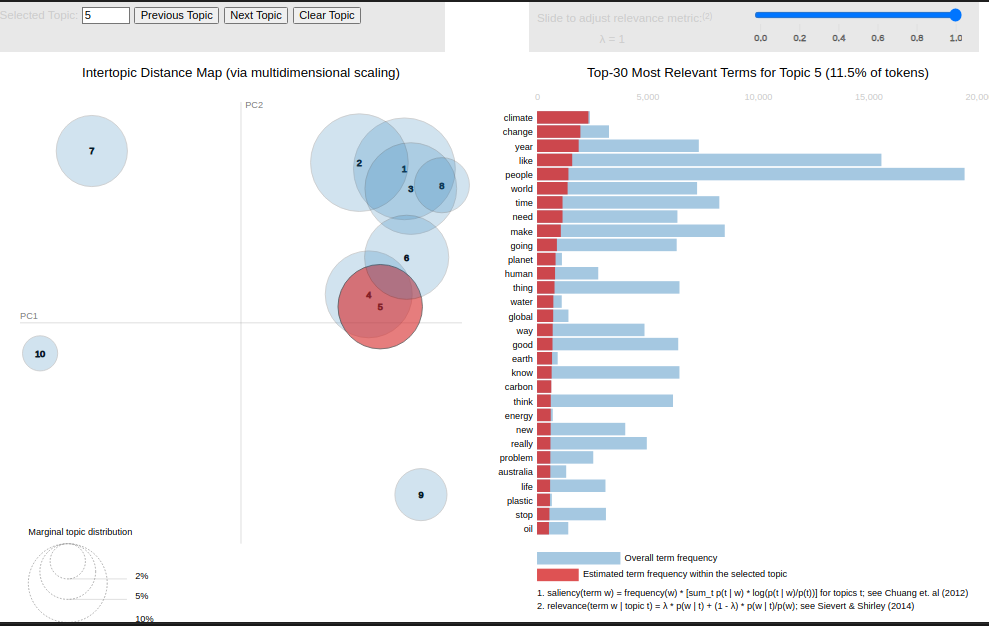 Selected Topic: 5 Previous Topic Next Topic Clear Topic
Slide to adjust relevance metric:(2)
λ = 1
0.0 0.2 0.4 0.6 0.8 1.0
Intertopic Distance Map (via multidimensional scaling)
PC2
PC1
7
2
1
3
8
6
4
5
10
9
Marginal topic distribution
2%
5%
10%
Top-30 Most Relevant Terms for Topic 5 (11.5% of tokens)
0 5,000 10,000 15,000 20,00
climate
change
year
like
people
world
time
need
make
going
planet
human
thing
water
global
way
good
earth
know
carbon
think
energy
new
really
problem
australia
life
plastic
stop
oil
Overall term frequency
Estimated term frequency within the selected topic
1. saliency(term w) = frequency(w) * [sum_t p(t | w) * log(p(t | w)/p(t))] for topics t; see Chuang et. al (2012)
2. relevance(term w | topic t) = λ * p(w | t) + (1 - λ) * p(w | t)/p(w); see Sievert & Shirley (2014)